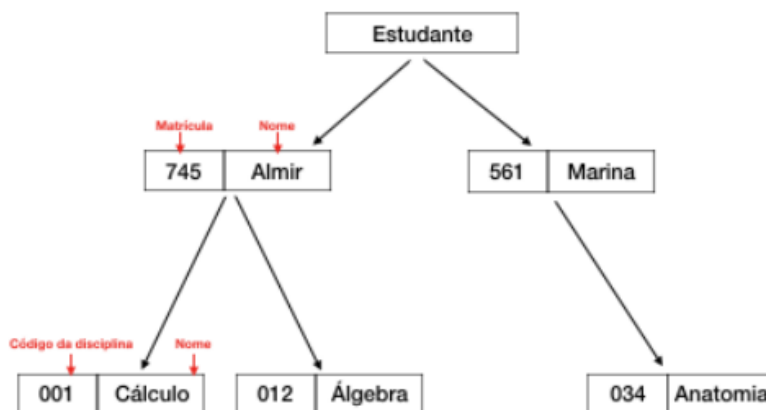 Estudante
Matrícula Nome
745 Almir
561 Marina
Código da disciplina Nome
001 Cálculo
012 Álgebra
034 Anatomia